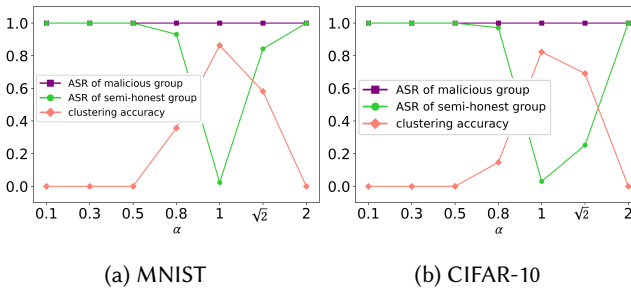 1.0
0.8
0.6
0.4
0.2
0.0
ASR of malicious group
ASR of semi-honest group
clustering accuracy
0.1 0.3 0.5 0.8 1 √2 2
α
(a) MNIST
1.0
0.8
0.6
0.4
0.2
0.0
ASR of malicious group
ASR of semi-honest group
clustering accuracy
0.1 0.3 0.5 0.8 1 √2 2
α
(b) CIFAR-10